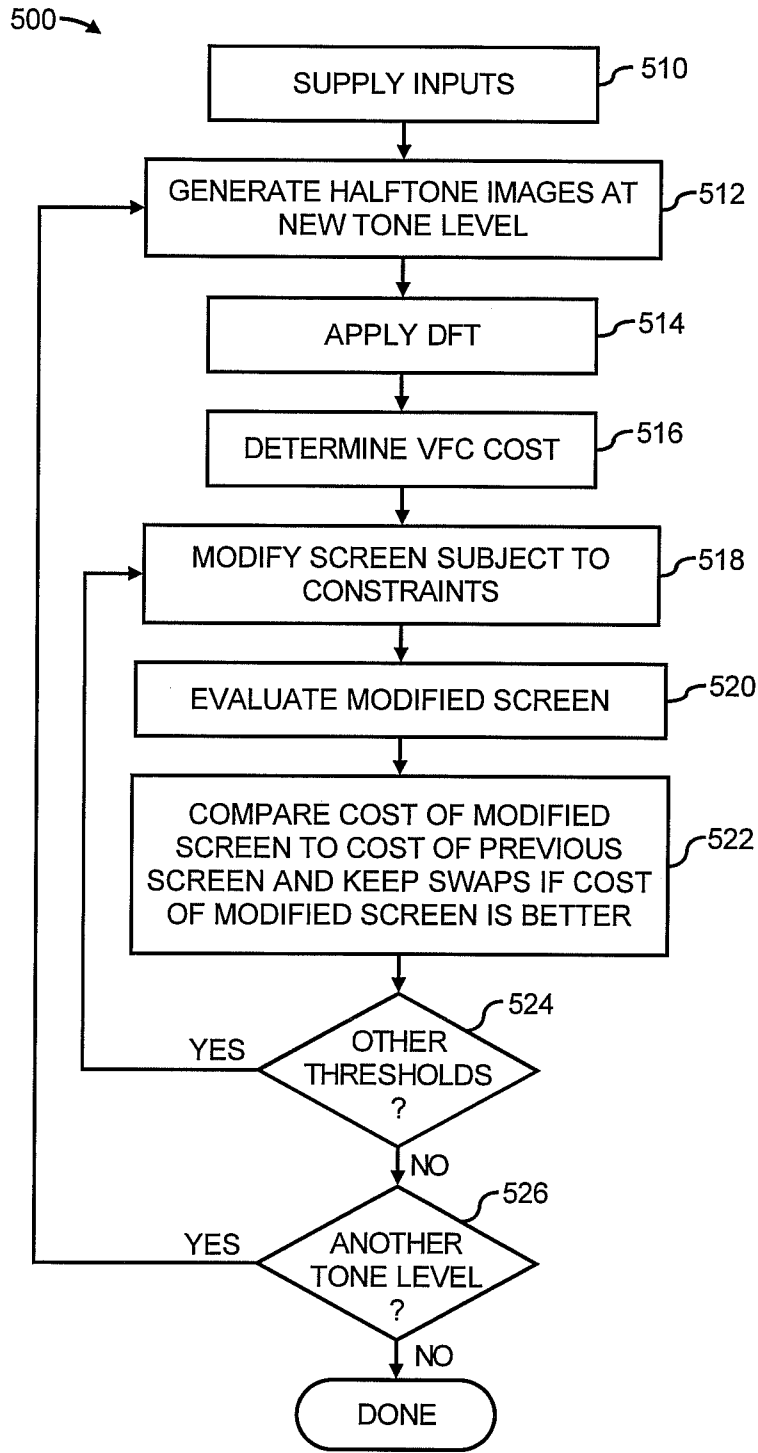 500
SUPPLY INPUTS
510
GENERATE HALFTONE IMAGES AT
NEW TONE LEVEL
512
APPLY DFT
514
DETERMINE VFC COST
516
MODIFY SCREEN SUBJECT TO
CONSTRAINTS
518
EVALUATE MODIFIED SCREEN
520
COMPARE COST OF MODIFIED
SCREEN TO COST OF PREVIOUS
SCREEN AND KEEP SWAPS IF COST
OF MODIFIED SCREEN IS BETTER
522
524
YES
OTHER
THRESHOLDS
?
NO
526
YES
ANOTHER
TONE LEVEL
?
NO
DONE